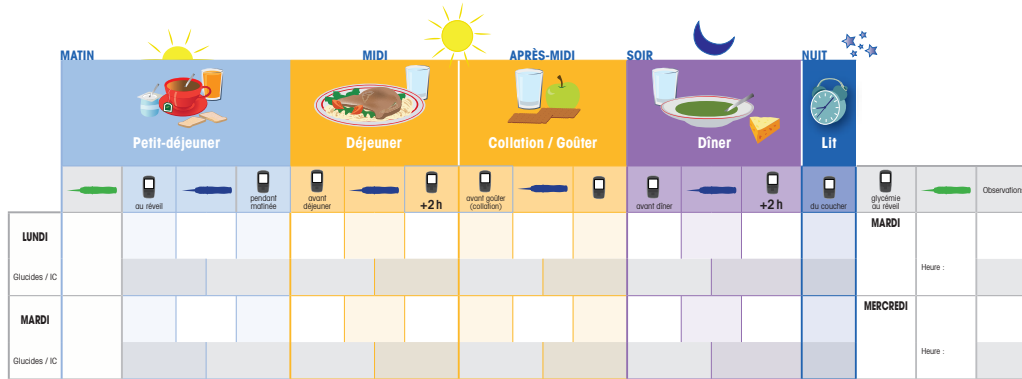 MATIN
MIDI
APRÈS-MIDI
SOIR
NUIT
Petit-déjeuner
Déjeuner
Collation / Goûter
Dîner
Lit
au réveil
pendant
matinée
avant
déjeuner
+2 h
avant goûter
(collation)
avant dîner
+2 h
du coucher
glycémie
au réveil
Observations
LUNDI
MARDI
Glucides / IC
Heure :
MARDI
MERCREDI
Glucides / IC
Heure :